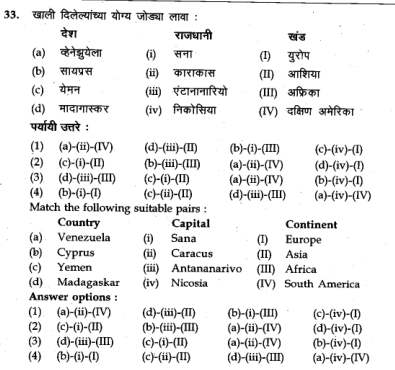 33. खाली दिलेल्यांच्या योग्य जोड्या लावा :
देश राजधानी खंड
(a) व्हेनेझुयेला (i) सना (I) युरोप
(b) सायप्रस (ii) काराकास (II) आशिया
(c) येमन (iii) एंटानानारियो (III) अफ्रिका
(d) मादागास्कर (iv) निकोसिया (IV) दक्षिण अमेरिका
पर्यायी उत्तरे :
(1) (a)-(ii)-(IV) (d)-(iii)-(II) (b)-(i)-(III) (c)-(iv)-(I)
(2) (c)-(i)-(II) (b)-(iii)-(III) (a)-(ii)-(IV) (d)-(iv)-(I)
(3) (d)-(iii)-(III) (c)-(i)-(II) (a)-(ii)-(IV) (b)-(iv)-(I)
(4) (b)-(i)-(I) (c)-(ii)-(II) (d)-(iii)-(III) (a)-(iv)-(IV)
Match the following suitable pairs :
Country Capital Continent
(a) Venezuela (i) Sana (I) Europe
(b) Cyprus (ii) Caracus (II) Asia
(c) Yemen (iii) Antananarivo (III) Africa
(d) Madagaskar (iv) Nicosia (IV) South America
Answer options :
(1) (a)-(ii)-(IV) (d)-(iii)-(II) (b)-(i)-(III) (c)-(iv)-(I)
(2) (c)-(i)-(II) (b)-(iii)-(III) (a)-(ii)-(IV) (d)-(iv)-(I)
(3) (d)-(iii)-(III) (c)-(i)-(II) (a)-(ii)-(IV) (b)-(iv)-(I)
(4) (b)-(i)-(I) (c)-(ii)-(II) (d)-(iii)-(III) (a)-(iv)-(IV)